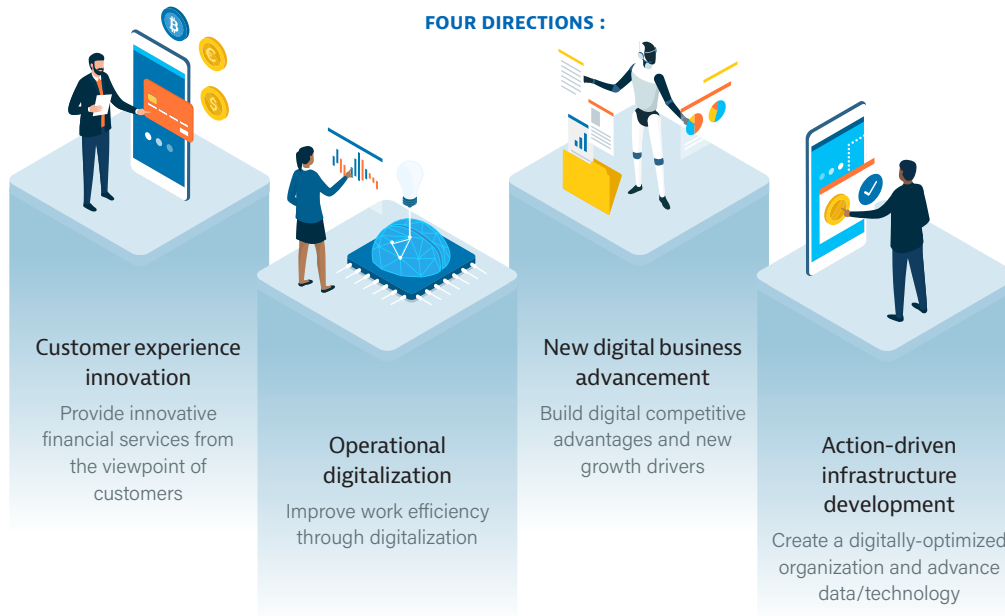 FOUR DIRECTIONS :
Customer experience
innovation
Provide innovative
financial services from
the viewpoint of
customers
Operational
digitalization
Improve work efficiency
through digitalization
New digital business
advancement
Build digital competitive
advantages and new
growth drivers
Action-driven
infrastructure
development
Create a digitally-optimized
organization and advance
data/technology